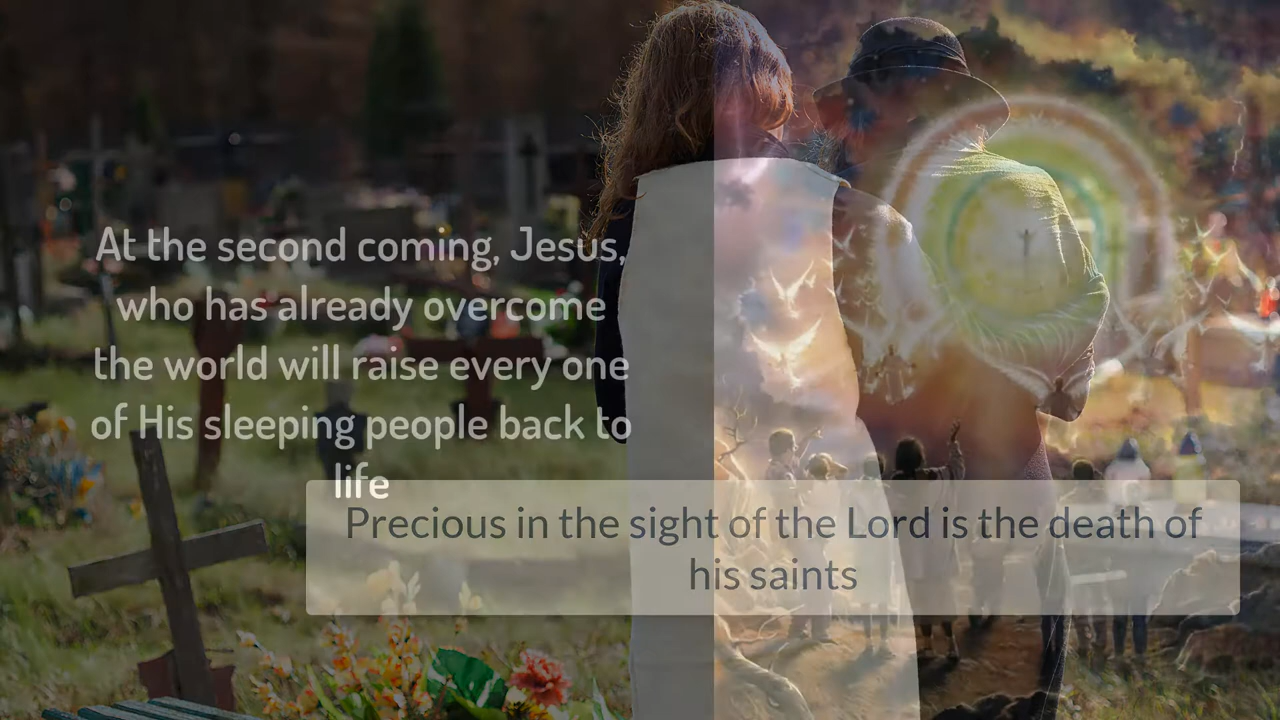 At the second coming, Jesus,
who has already overcome
the world will raise every one
of His sleeping people back to
life
Precious in the sight of the Lord is the death of
his saints